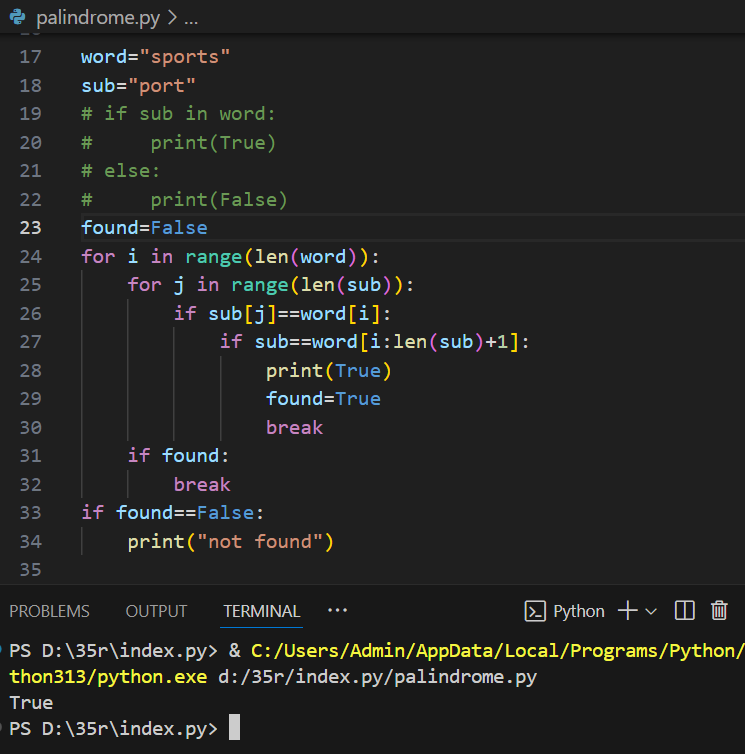 palindrome.py > ...
17 word="sports"
18 sub="port"
19 # if sub in word:
20 #     print(True)
21 # else:
22 #     print(False)
23 found=False
24 for i in range(len(word)):
25     for j in range(len(sub)):
26         if sub[j]==word[i]:
27             if sub==word[i:len(sub)+1]:
28                 print(True)
29                 found=True
30                 break
31     if found:
32         break
33 if found==False:
34     print("not found")
35
PROBLEMS OUTPUT TERMINAL ... Python
PS D:\35r\index.py> & C:/Users/Admin/AppData/Local/Programs/Python/
thon313/python.exe d:/35r/index.py/palindrome.py
True
PS D:\35r\index.py>